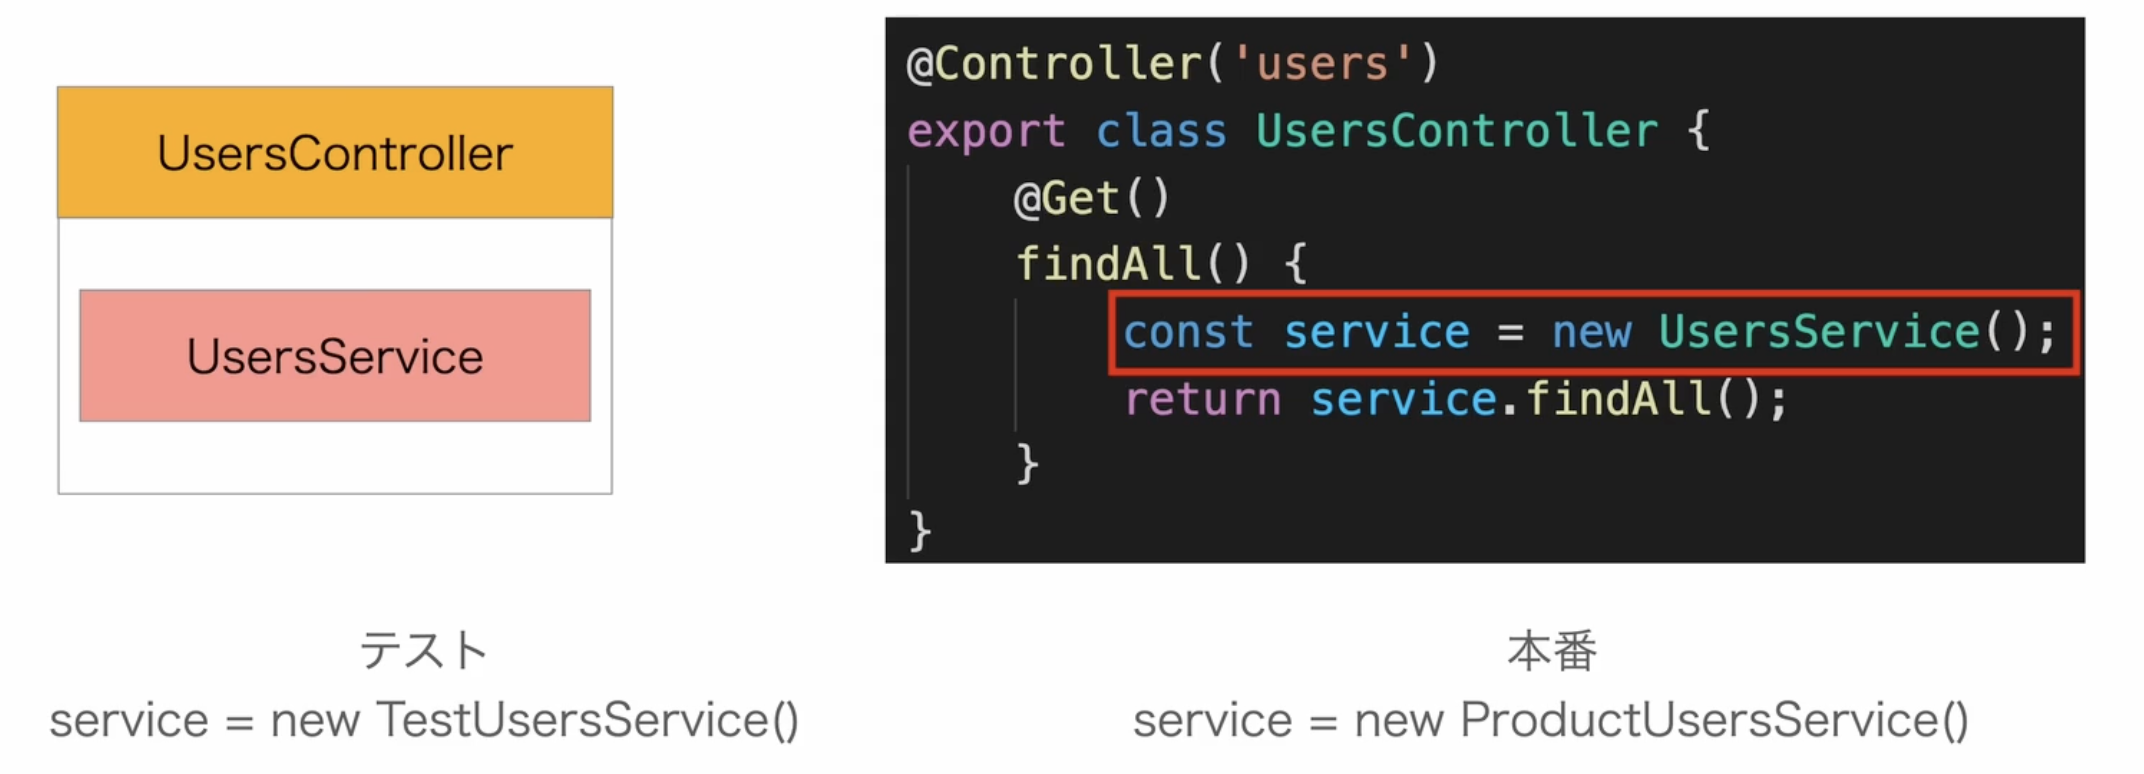 UsersController
UsersService
@Controller('users')
export class UsersController {
@Get()
findAll() {
const service = new UsersService();
return service.findAll();
}
}
テスト
service = new TestUsersService()
本番
service = new ProductUsersService()